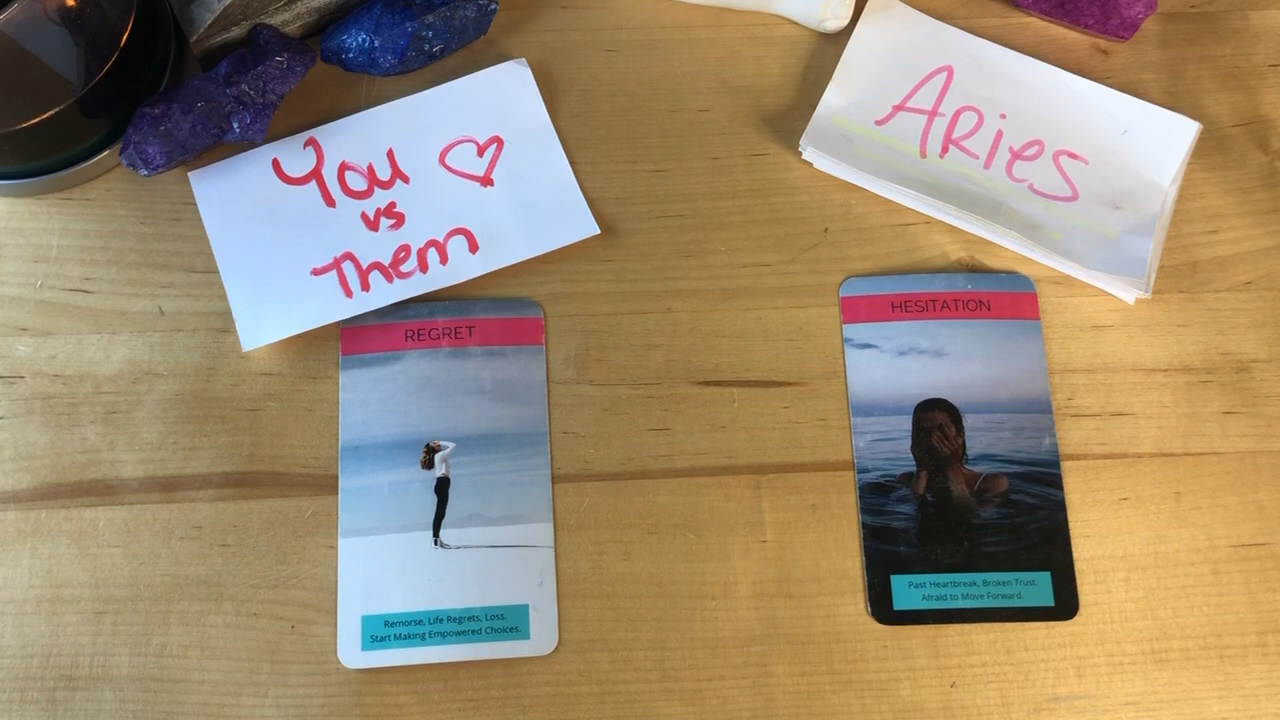 You
vs
Them
Aries
REGRET
Remorse, Life Regrets, Loss.
Start Making Empowered Choices.
HESITATION
Past Heartbreak, Broken Trust.
Afraid to Move Forward.